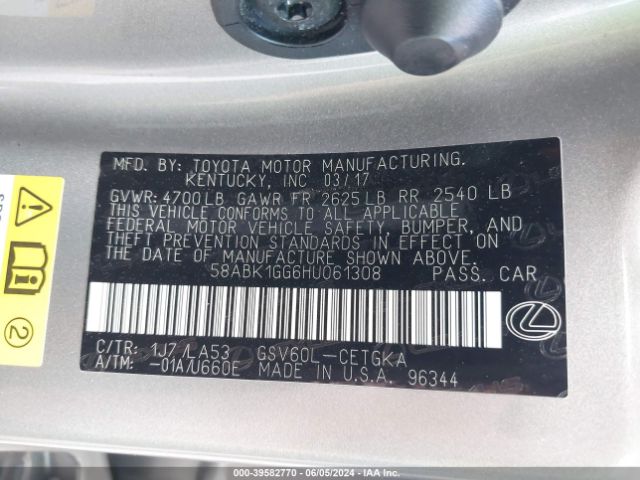 MFD. BY: TOYOTA MOTOR MANUFACTURING.
KENTUCKY, INC 03/17
GVWR: 4700 LB GAWR FR 2625 LB RR 2540 LB
THIS VEHICLE CONFORMS TO ALL APPLICABLE
FEDERAL MOTOR VEHICLE SAFETY, BUMPER, AND
THEFT PREVENTION STANDARDS IN EFFECT ON
THE DATE OF MANUFACTURE SHOWN ABOVE.
58ABK1GG6HU061308 PASS. CAR
C/TR: 1J7/LA53 GSV60L-CETGKA
A/TM: -01A/U660E MADE IN U.S.A. 96344
2
000-39582770 - 06/05/2024 - IAA Inc.